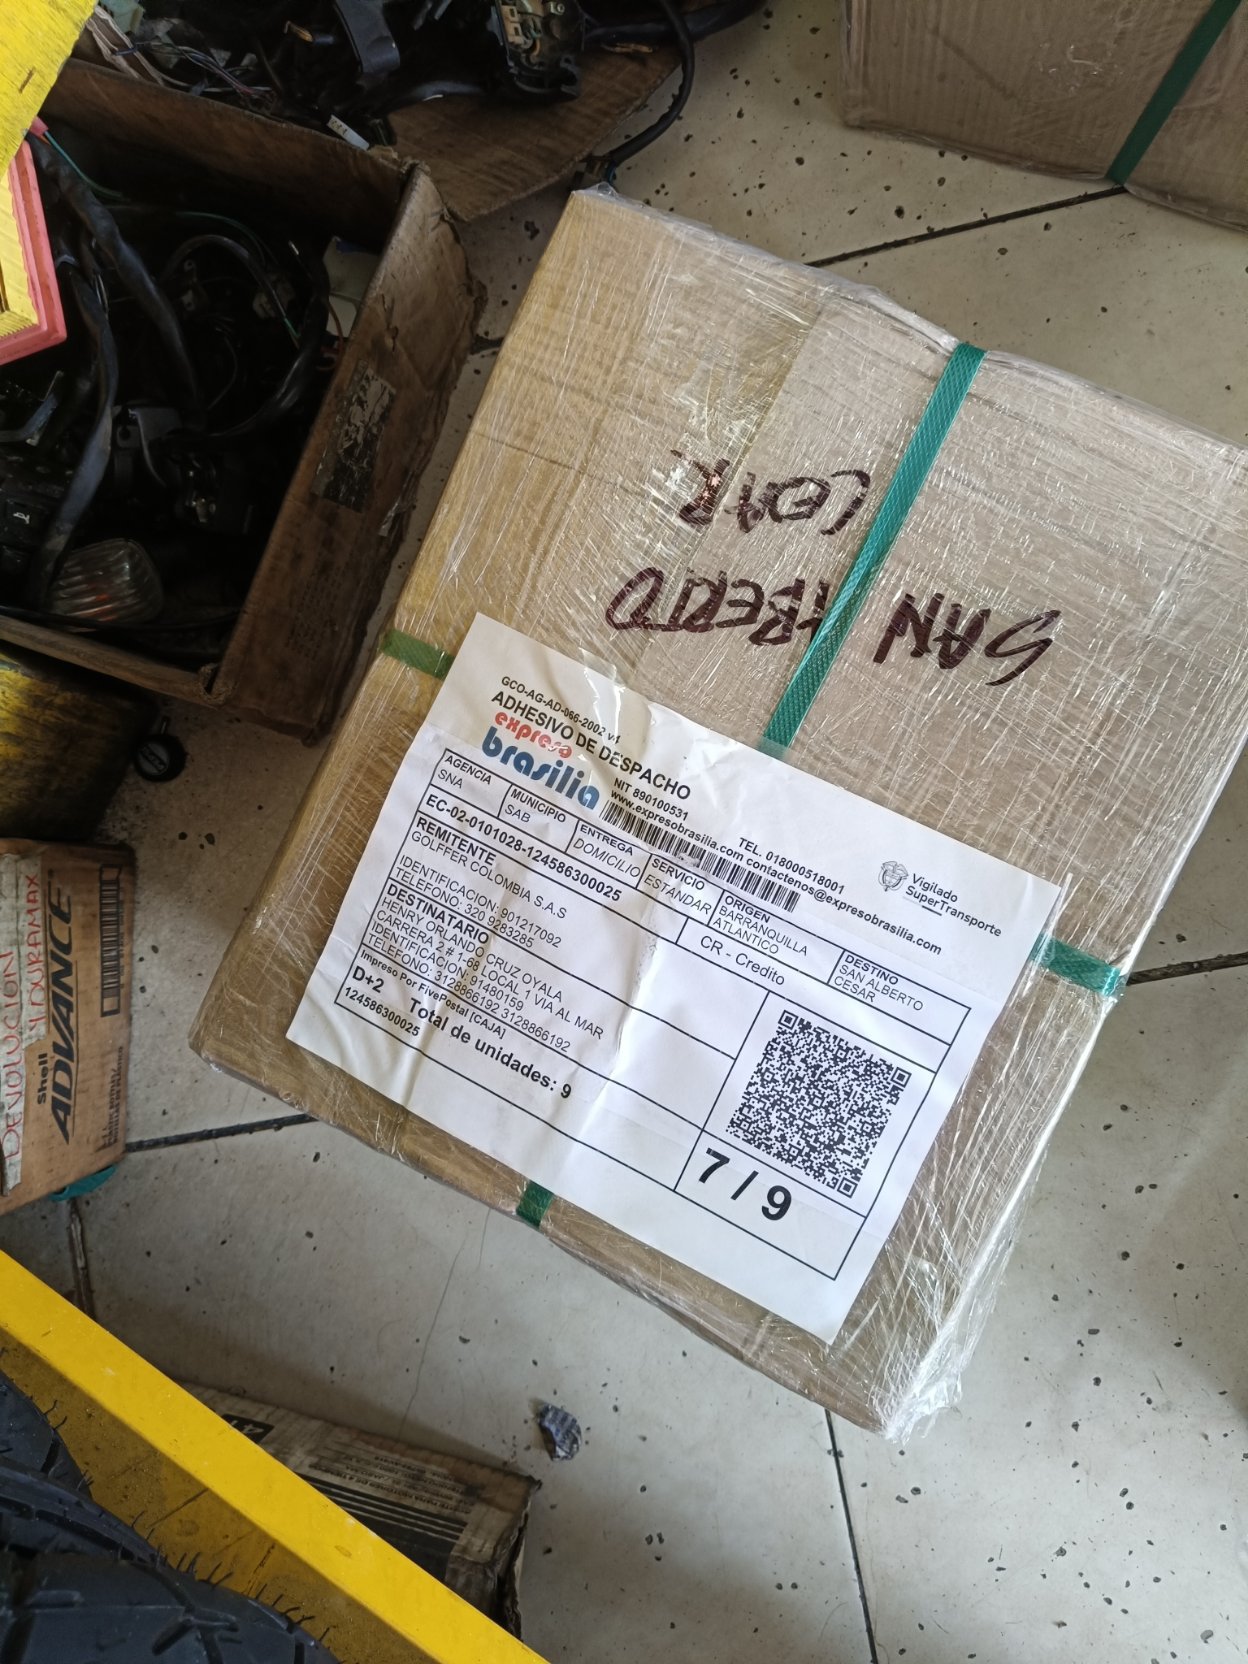 CONT
SAN
BERTO
GCO-AG-AD-066-2002 v4
ADHESIVO DE DESPACHO
expreso
brasilia
NIT 890100531
www.expresobrasilia.com contactenos@expresobrasilia.com
TEL. 018000518001
Vigilado
SuperTransporte
AGENCIA
SNA
MUNICIPIO
SAB
ENTREGA
DOMICILIO
SERVICIO
ESTANDAR
ORIGEN
BARRANQUILLA
ATLANTICO
DESTINO
SAN ALBERTO
CESAR
EC-02-0101028-124586300025
CR - Credito
REMITENTE
GOLFFER COLOMBIA S.A.S
IDENTIFICACION: 901217092
TELEFONO: 320 9283285
DESTINATARIO
HENRY ORLANDO CRUZ OYALA
CARRERA 2 # 1-68 LOCAL 1 VIA AL MAR
IDENTIFICACION: 91480159
TELEFONO: 3128866192 3128866192
Impreso Por FivePostal [CAJA]
D+2
Total de unidades: 9
124586300025
7 / 9
DEVOLUCION
DURAMAX
Shell
ADVANCE